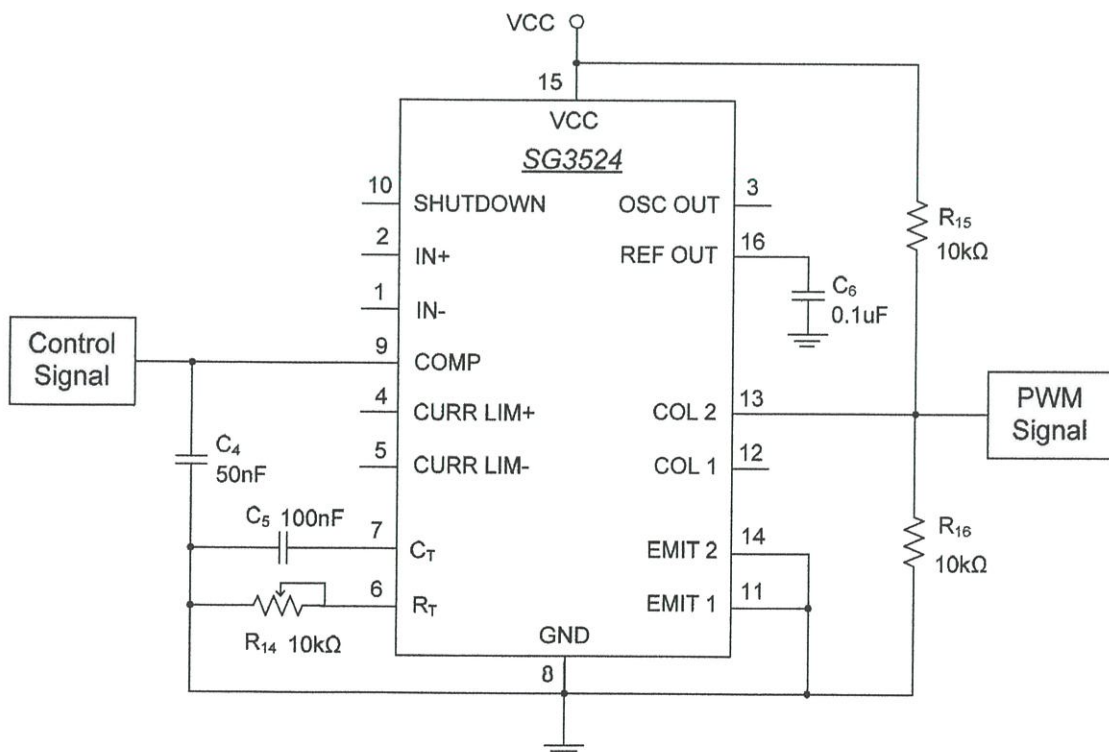 VCC
15
VCC
SG3524
10
SHUTDOWN
OSC OUT
3
2
IN+
REF OUT
16
1
IN-
R15
10kΩ
C6
0.1uF
Control
Signal
9
COMP
4
CURR LIM+
COL 2
13
PWM
Signal
C4
50nF
5
CURR LIM-
COL 1
12
C5 100nF
7
CT
EMIT 2
14
R16
10kΩ
6
RT
EMIT 1
11
R14 10kΩ
GND
8